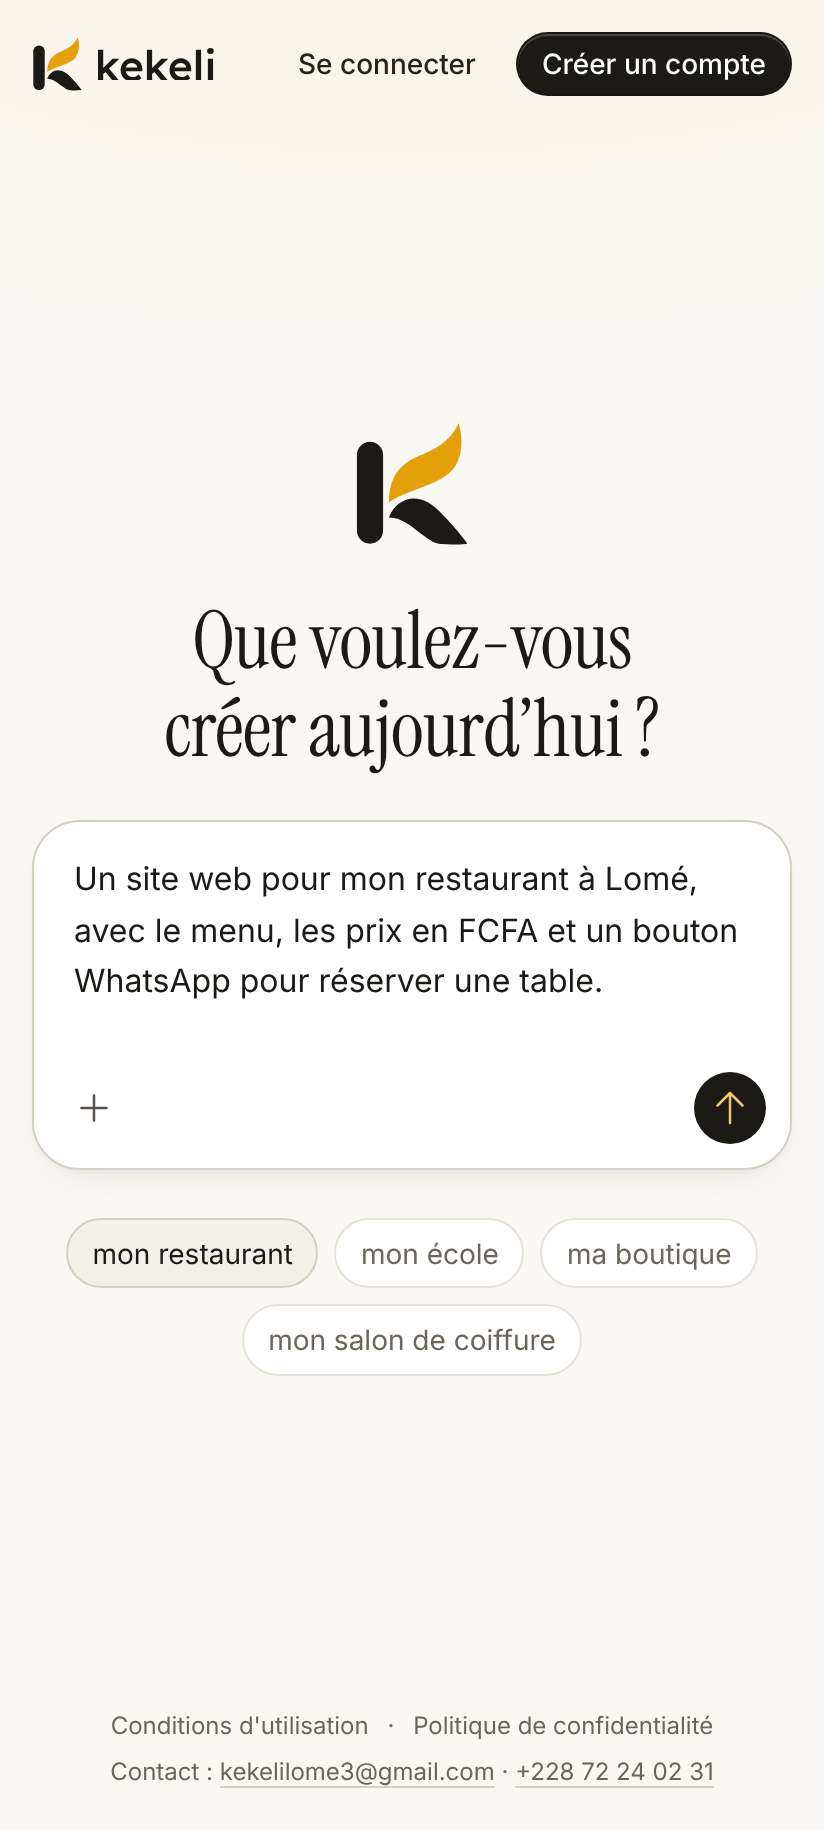 kekeli
Se connecter
Créer un compte
Que voulez-vous
créer aujourd’hui ?
Un site web pour mon restaurant à Lomé,
avec le menu, les prix en FCFA et un bouton
WhatsApp pour réserver une table.
mon restaurant
mon école
ma boutique
mon salon de coiffure
Conditions d'utilisation · Politique de confidentialité
Contact : kekelilome3@gmail.com · +228 72 24 02 31